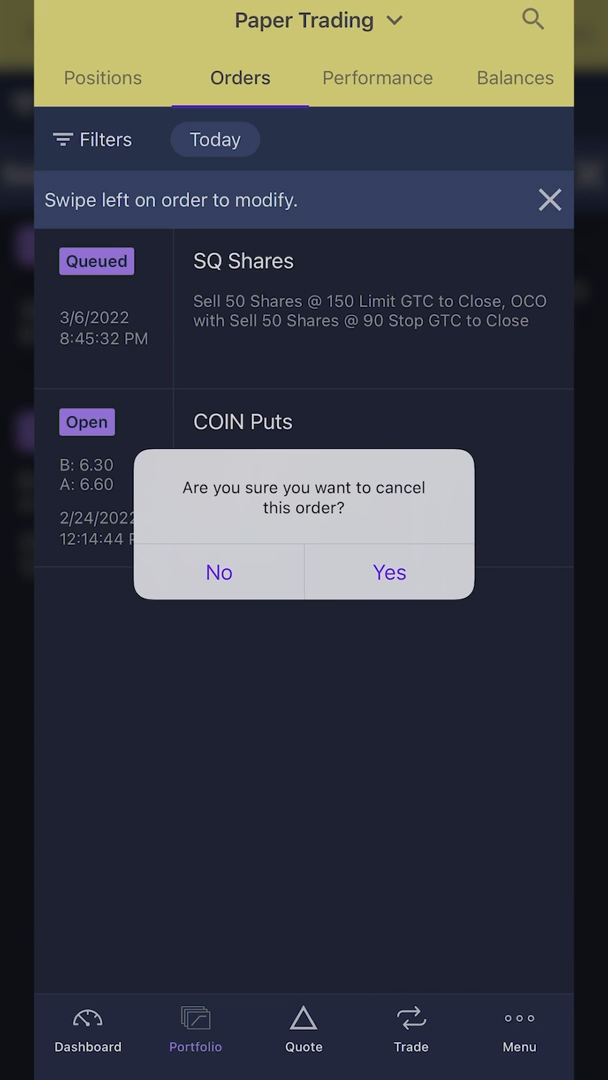 Paper Trading
Positions
Orders
Performance
Balances
Filters
Today
Swipe left on order to modify.
Queued
SQ Shares
3/6/2022
8:45:32 PM
Sell 50 Shares @ 150 Limit GTC to Close, OCO
with Sell 50 Shares @ 90 Stop GTC to Close
Open
COIN Puts
B: 6.30
A: 6.60
2/24/2022
12:14:44
Are you sure you want to cancel
this order?
No
Yes
Dashboard
Portfolio
Quote
Trade
Menu